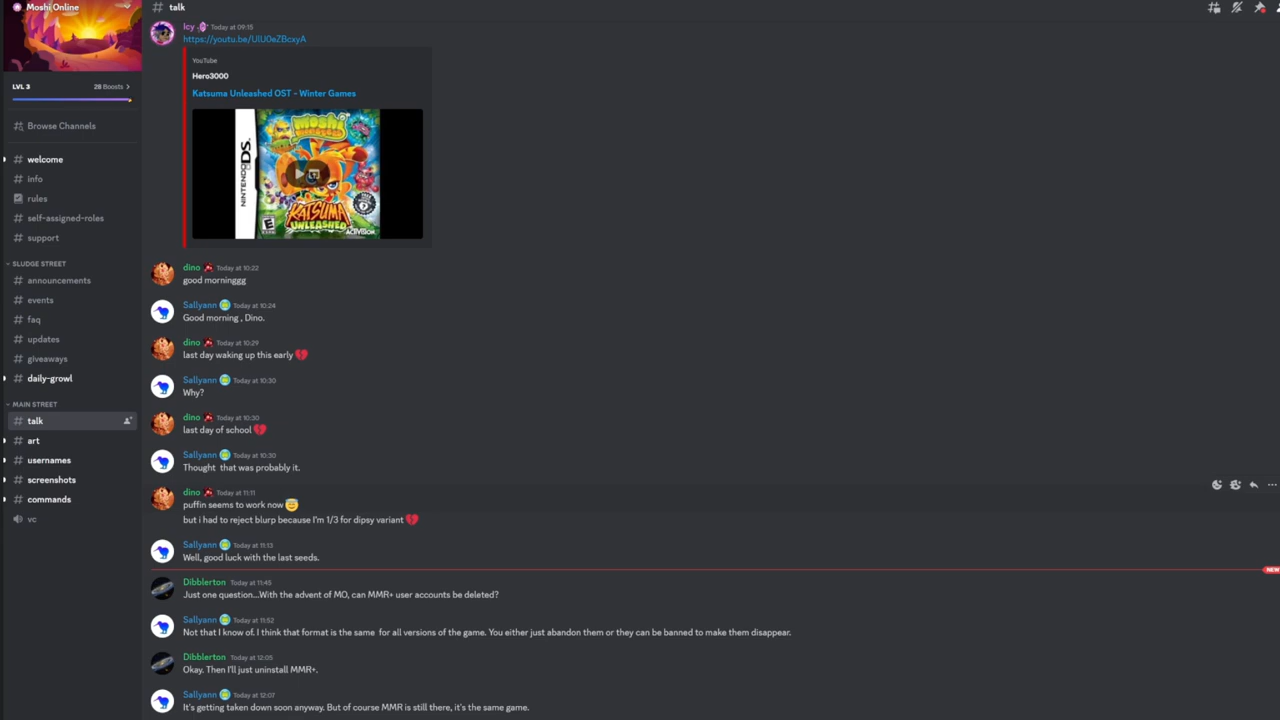 Moshi Online
LVL 3
28 Boosts
Browse Channels
welcome
info
rules
self-assigned-roles
support
SLUDGE STREET
announcements
events
faq
updates
giveaways
daily-growl
MAIN STREET
talk
art
usernames
screenshots
commands
vc
talk
Icy Today at 09:15
https://youtu.be/UlU0eZBcxyA
YouTube
Hero3000
Katsuma Unleashed OST - Winter Games
NINTENDO DS
moshi monsters
KATSUMA
UNLEASHED
ACTIVISION
dino Today at 10:22
good morninggg
Sallyann Today at 10:24
Good morning , Dino.
dino Today at 10:29
last day waking up this early💔
Sallyann Today at 10:30
Why?
dino Today at 10:30
last day of school💔
Sallyann Today at 10:30
Thought  that was probably it.
dino Today at 11:11
puffin seems to work now😇
but i had to reject blurp because I'm 1/3 for dipsy variant💔
Sallyann Today at 11:13
Well, good luck with the last seeds.
NEW
Dibblerton Today at 11:45
Just one question...With the advent of MO, can MMR+ user accounts be deleted?
Sallyann Today at 11:52
Not that I know of. I think that format is the same  for all versions of the game. You either just abandon them or they can be banned to make them disappear.
Dibblerton Today at 12:05
Okay. Then I'll just uninstall MMR+.
Sallyann Today at 12:07
It's getting taken down soon anyway. But of course MMR is still there, it's the same game.